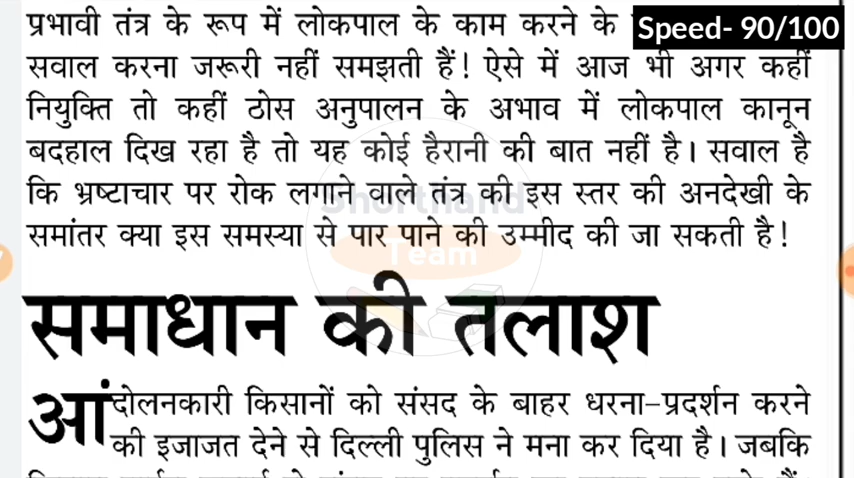 प्रभावी तंत्र के रूप में लोकपाल के काम करने के
Speed- 90/100
सवाल करना जरूरी नहीं समझती हैं! ऐसे में आज भी अगर कहीं
नियुक्ति तो कहीं ठोस अनुपालन के अभाव में लोकपाल कानून
बदहाल दिख रहा है तो यह कोई हैरानी की बात नहीं है। सवाल है
कि भ्रष्टाचार पर रोक लगाने वाले तंत्र की इस स्तर की अनदेखी के
समांतर क्या इस समस्या से पार पाने की उम्मीद की जा सकती है!
Shorthand
Team
समाधान की तलाश
आंदोलनकारी किसानों को संसद के बाहर धरना-प्रदर्शन करने
की इजाजत देने से दिल्ली पुलिस ने मना कर दिया है। जबकि